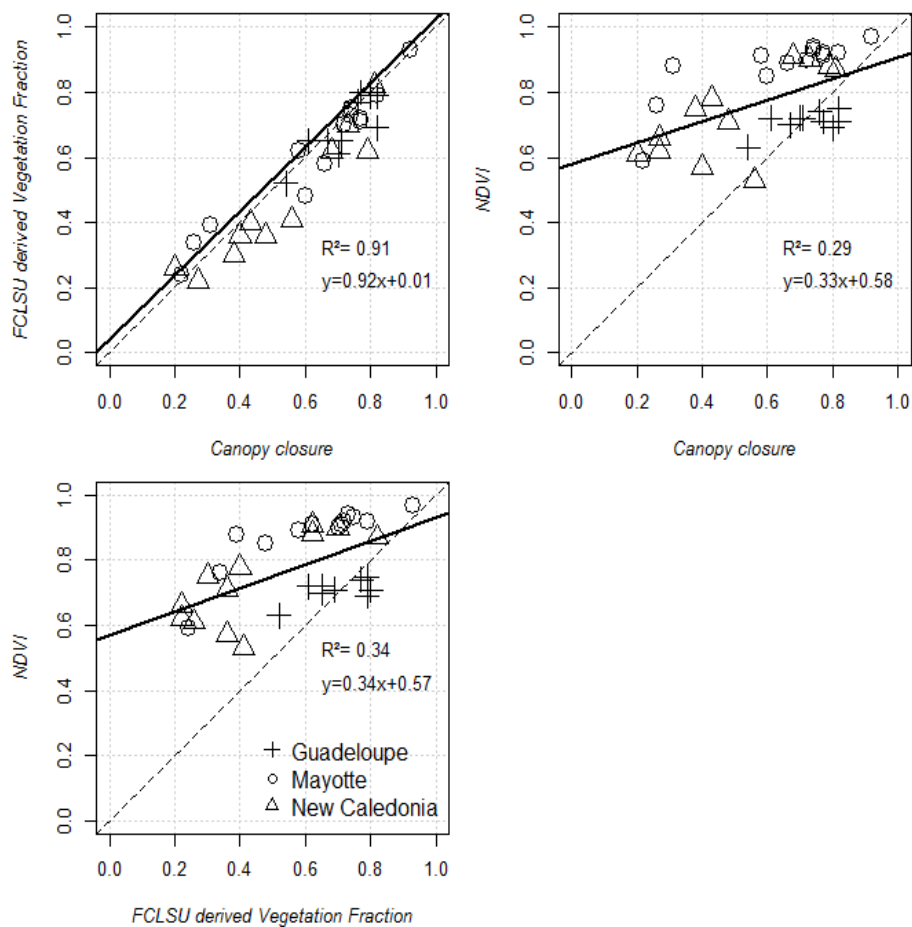 FCLSU derived Vegetation Fraction
1.0
0.8
0.6
0.4
0.2
0.0
R²= 0.91
y=0.92x+0.01
0.0 0.2 0.4 0.6 0.8 1.0
Canopy closure
NDVI
1.0
0.8
0.6
0.4
0.2
0.0
R²= 0.29
y=0.33x+0.58
0.0 0.2 0.4 0.6 0.8 1.0
Canopy closure
NDVI
1.0
0.8
0.6
0.4
0.2
0.0
R²= 0.34
y=0.34x+0.57
Guadeloupe
Mayotte
New Caledonia
0.0 0.2 0.4 0.6 0.8 1.0
FCLSU derived Vegetation Fraction